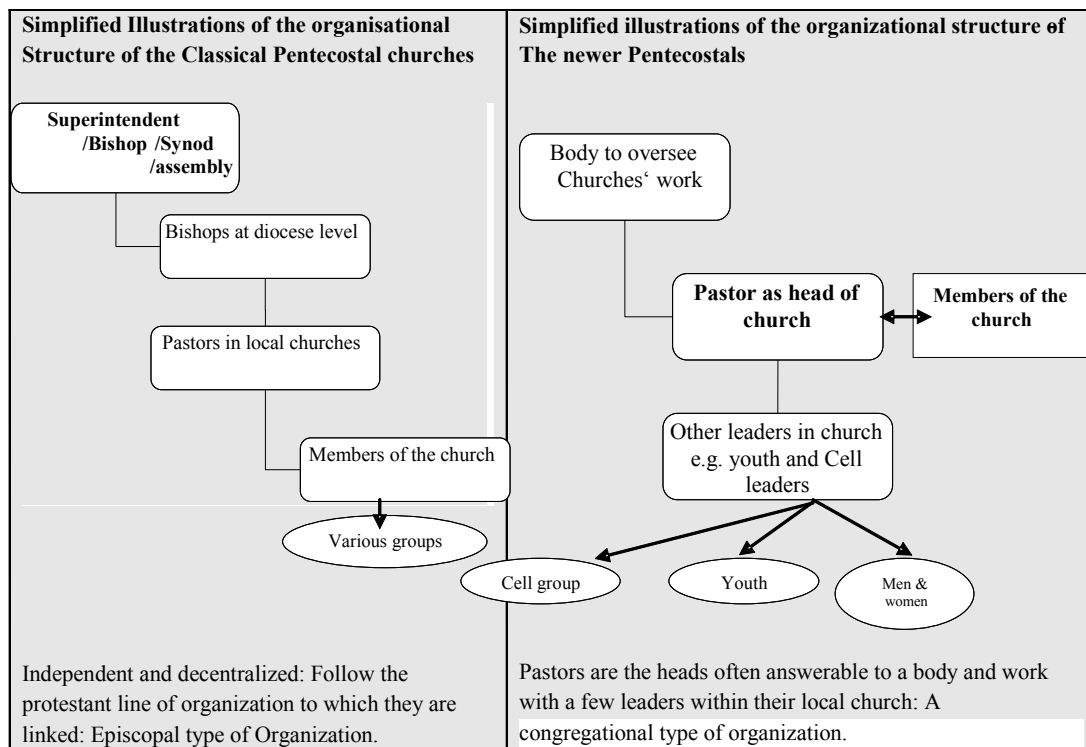 Simplified Illustrations of the organisational
Structure of the Classical Pentecostal churches
Superintendent
/Bishop /Synod
/assembly
Bishops at diocese level
Pastors in local churches
Members of the church
Various groups
Independent and decentralized: Follow the
protestant line of organization to which they are
linked: Episcopal type of Organization.
Simplified illustrations of the organizational structure of
The newer Pentecostals
Body to oversee
Churches‘ work
Pastor as head of
church
Members of the
church
Other leaders in church
e.g. youth and Cell
leaders
Cell group
Youth
Men &
women
Pastors are the heads often answerable to a body and work
with a few leaders within their local church: A
congregational type of organization.